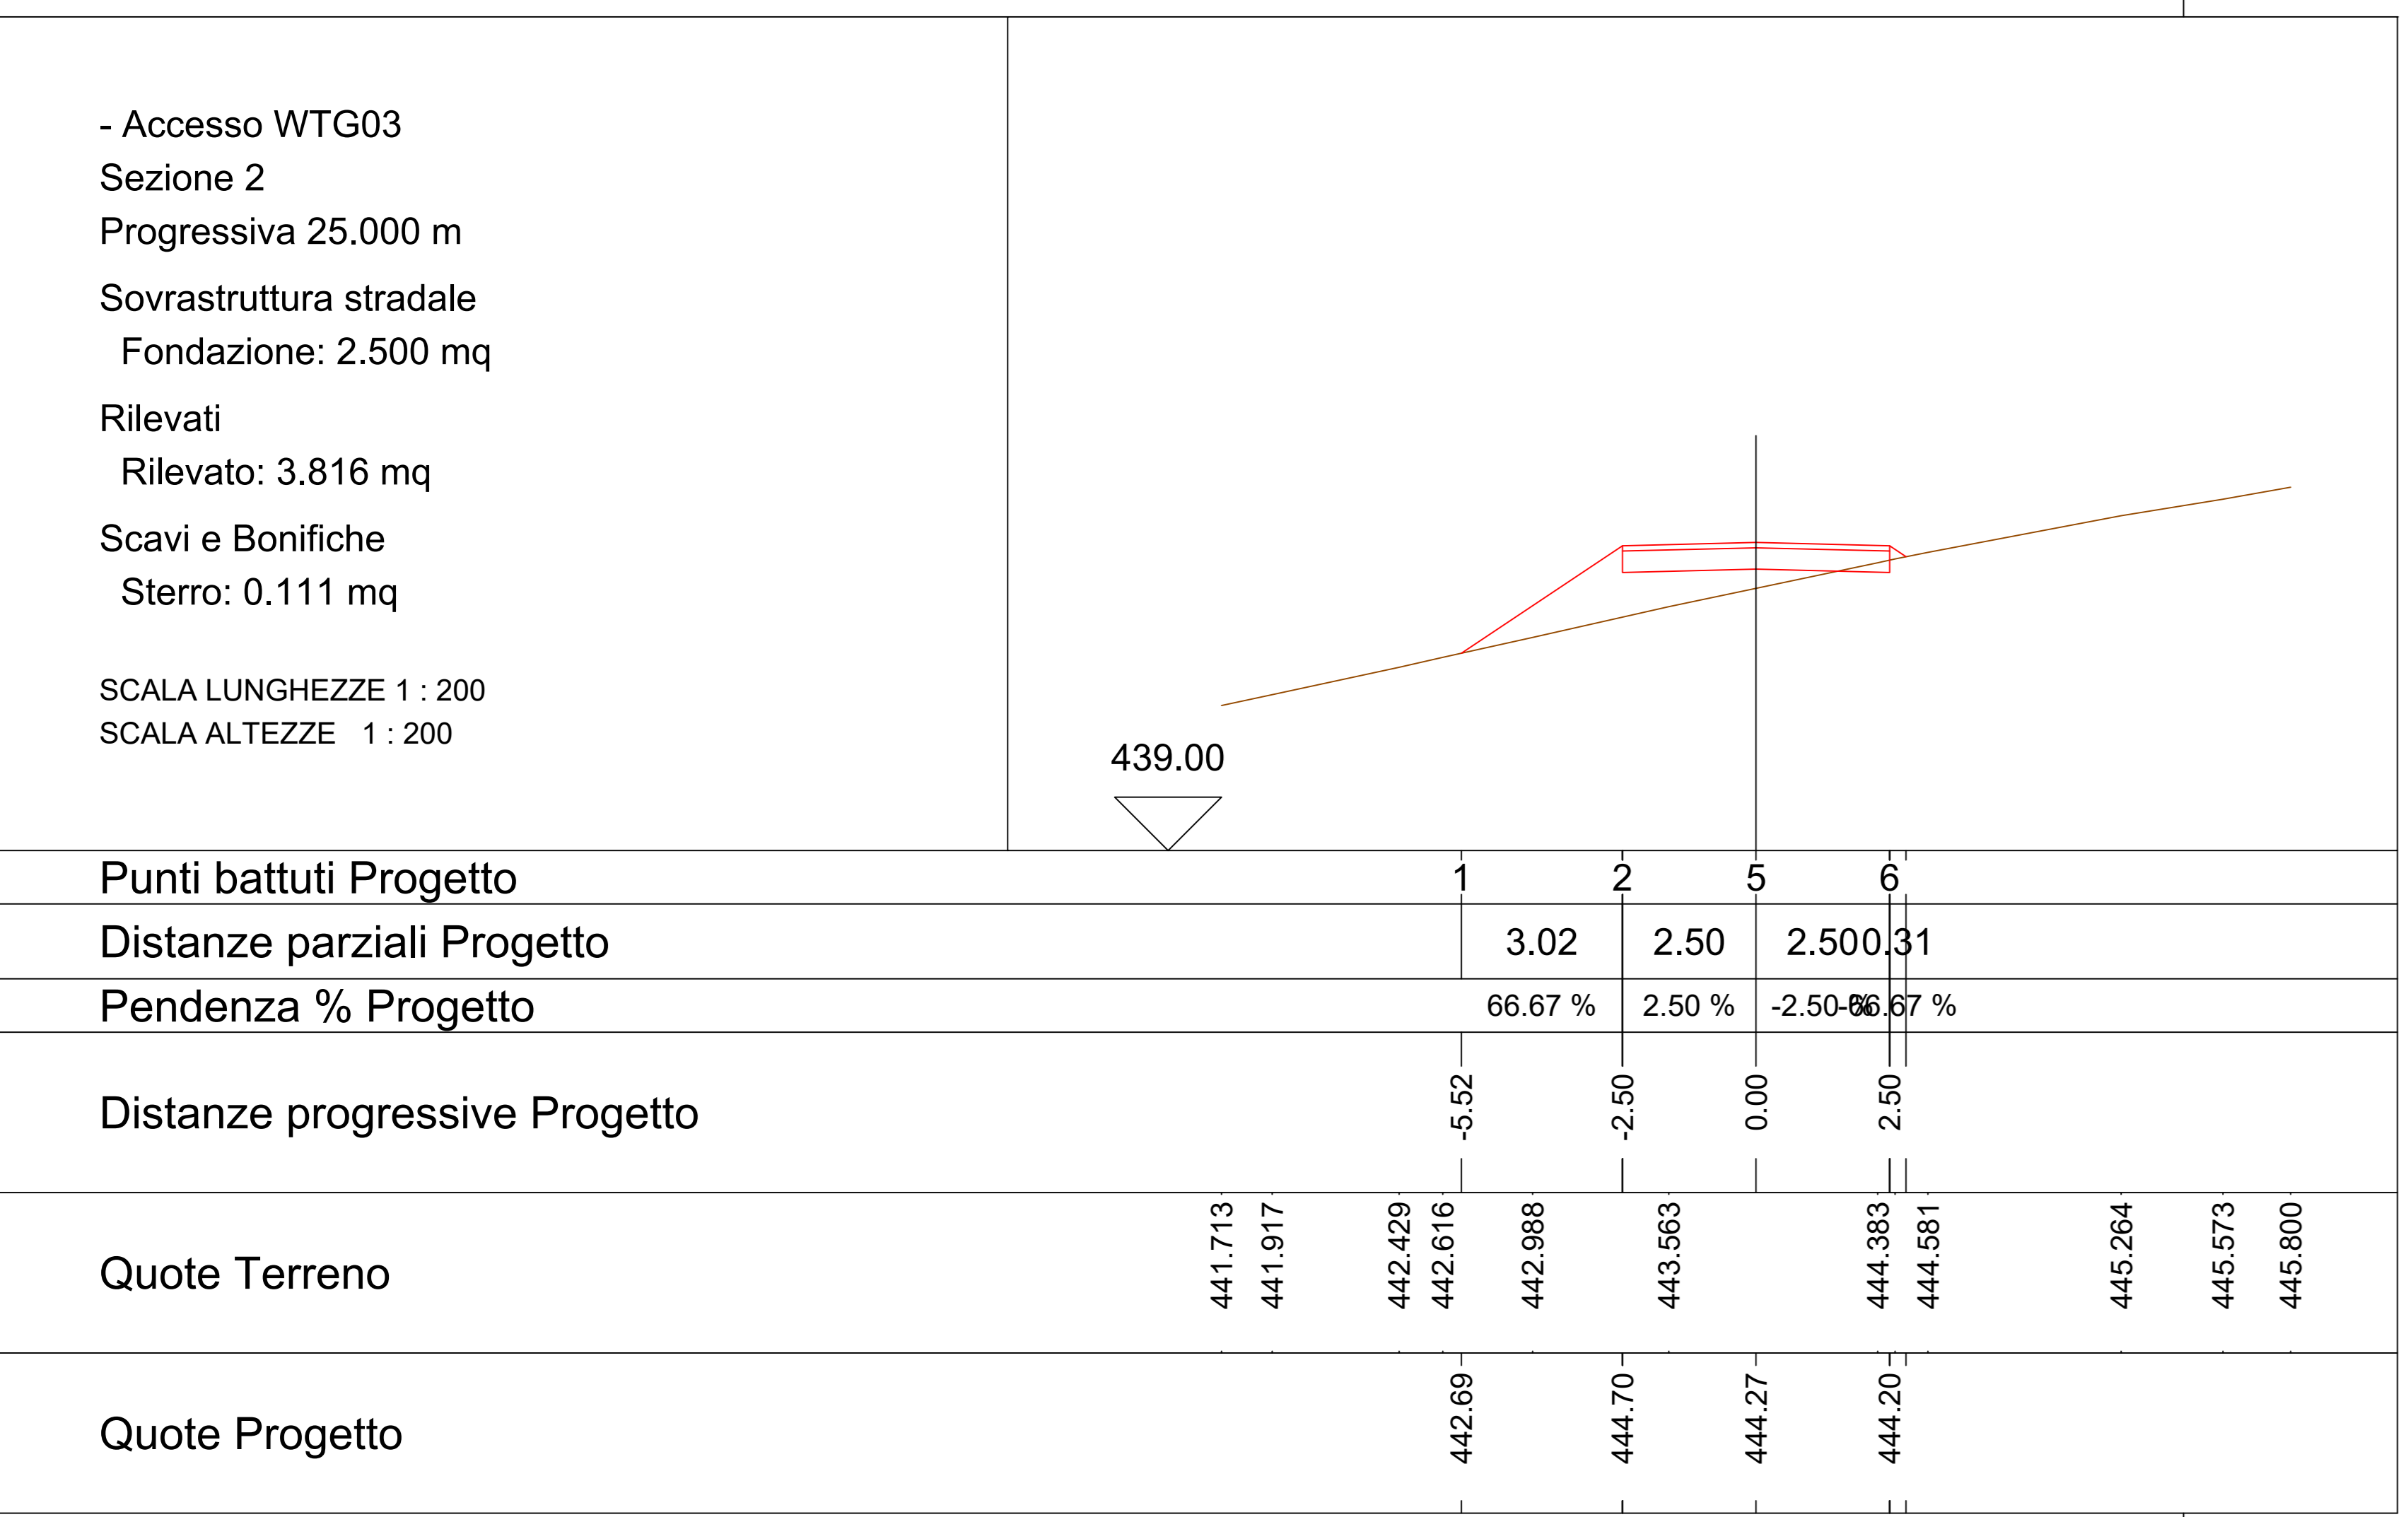 - Accesso WTG03
Sezione 2
Progressiva 25.000 m
Sovrastruttura stradale
Fondazione: 2.500 mq
Rilevati
Rilevato: 3.816 mq
Scavi e Bonifiche
Sterro: 0.111 mq
SCALA LUNGHEZZE 1 : 200
SCALA ALTEZZE 1 : 200
439.00
Punti battuti Progetto 1 2 5 6
Distanze parziali Progetto 3.02 2.50 2.50 0.31
Pendenza % Progetto 66.67 % 2.50 % -2.50 % -66.67 %
Distanze progressive Progetto -5.52 -2.50 0.00 2.50
Quote Terreno 441.713 441.917 442.429 442.616 442.988 443.563 444.383 444.581 445.264 445.573 445.800
Quote Progetto 442.69 444.70 444.27 444.20